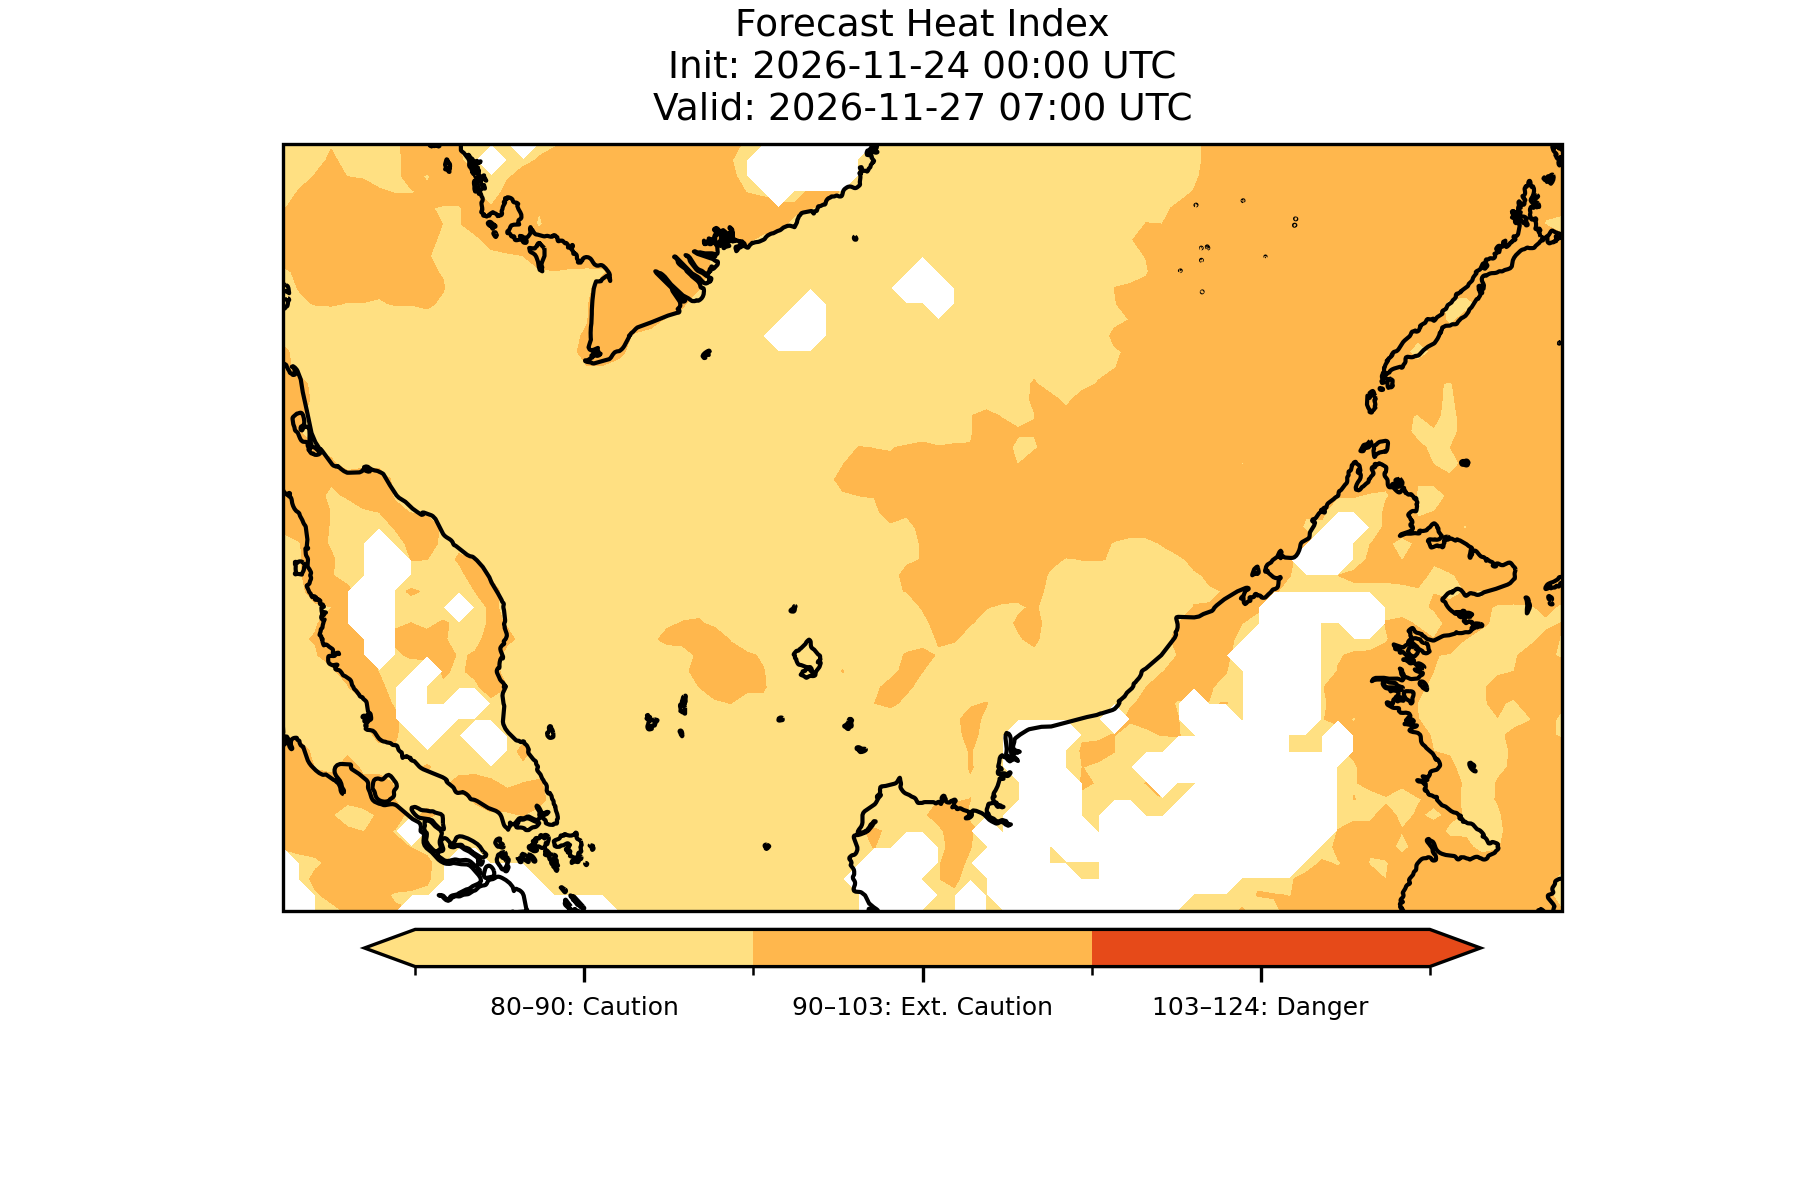 Forecast Heat Index
Init: 2026-11-24 00:00 UTC
Valid: 2026-11-27 07:00 UTC
80–90: Caution
90–103: Ext. Caution
103–124: Danger